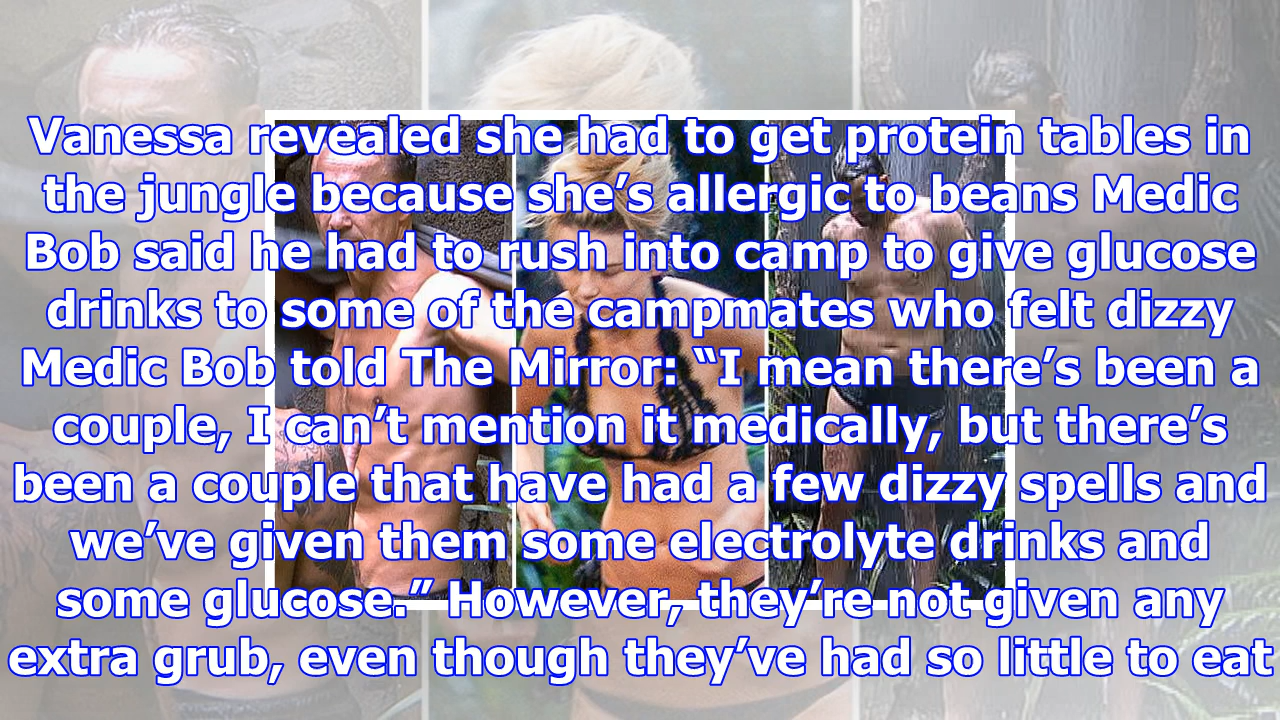 Vanessa revealed she had to get protein tables in
the jungle because she’s allergic to beans Medic
Bob said he had to rush into camp to give glucose
drinks to some of the campmates who felt dizzy
Medic Bob told The Mirror: “I mean there’s been a
couple, I can’t mention it medically, but there’s
been a couple that have had a few dizzy spells and
we’ve given them some electrolyte drinks and
some glucose.” However, they’re not given any
extra grub, even though they’ve had so little to eat